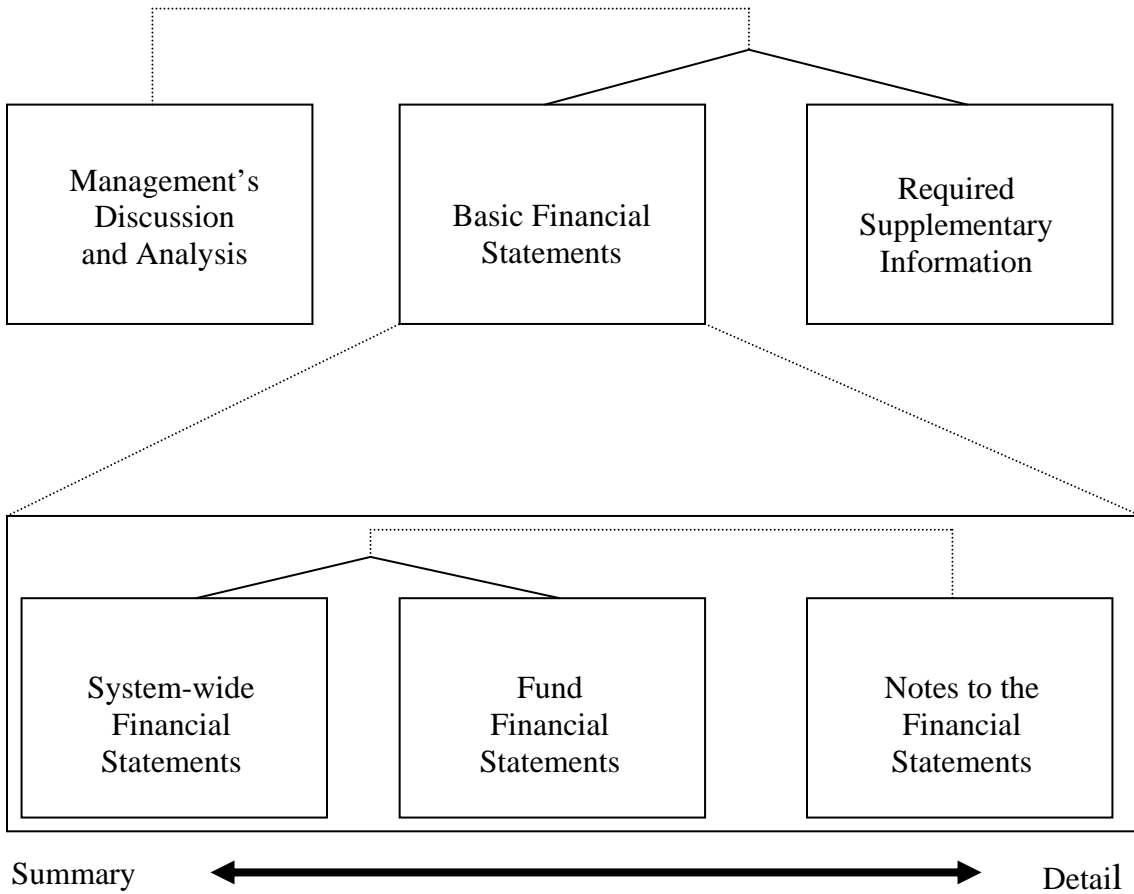 Management’s
Discussion
and Analysis
Basic Financial
Statements
Required
Supplementary
Information
System-wide
Financial
Statements
Fund
Financial
Statements
Notes to the
Financial
Statements
Summary
Detail